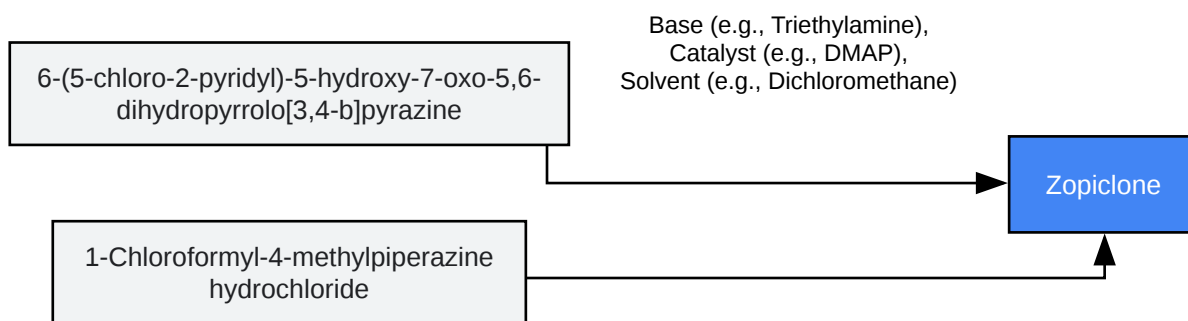 Base (e.g., Triethylamine),
Catalyst (e.g., DMAP),
Solvent (e.g., Dichloromethane)
6-(5-chloro-2-pyridyl)-5-hydroxy-7-oxo-5,6-
dihydropyrrolo[3,4-b]pyrazine
Zopiclone
1-Chloroformyl-4-methylpiperazine
hydrochloride